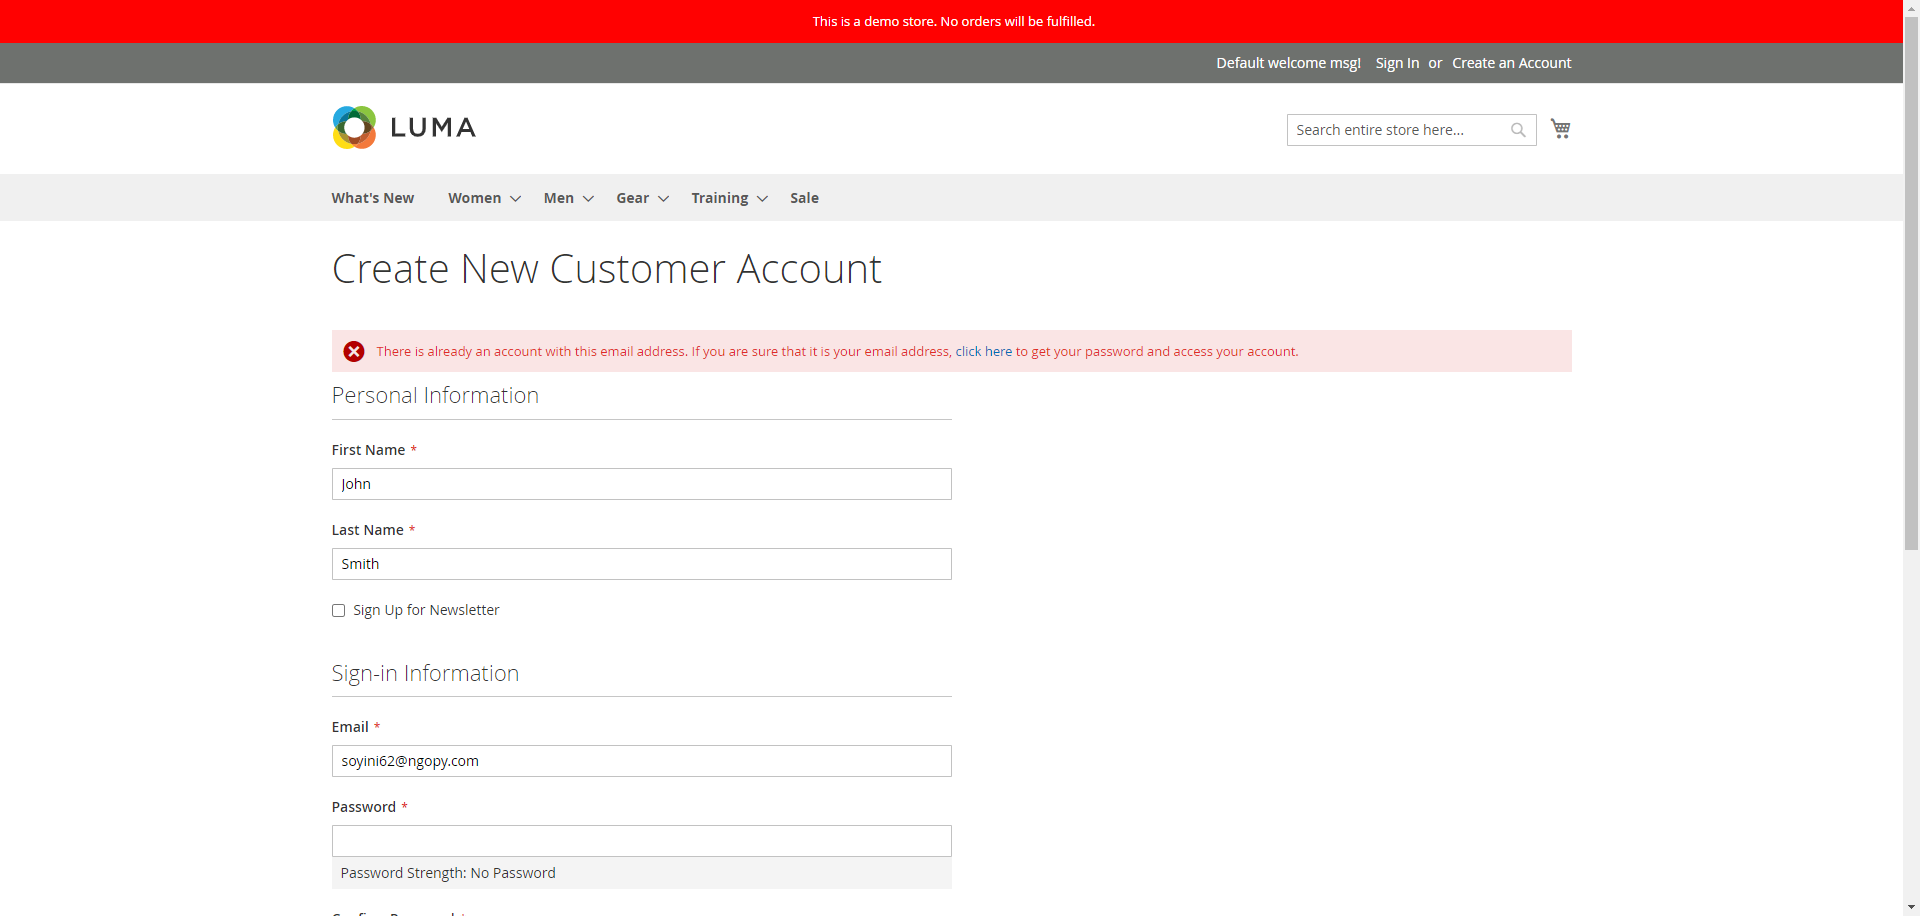 This is a demo store. No orders will be fulfilled.
Default welcome msg! Sign In or Create an Account
LUMA
Search entire store here...
What's New Women Men Gear Training Sale
Create New Customer Account
There is already an account with this email address. If you are sure that it is your email address, click here to get your password and access your account.
Personal Information
First Name *
John
Last Name *
Smith
Sign Up for Newsletter
Sign-in Information
Email *
soyini62@ngopy.com
Password *
Password Strength: No Password